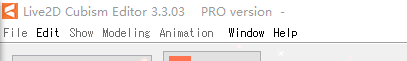 Live2D Cubism Editor 3.3.03 PRO version -
File Edit Show Modeling Animation Window Help